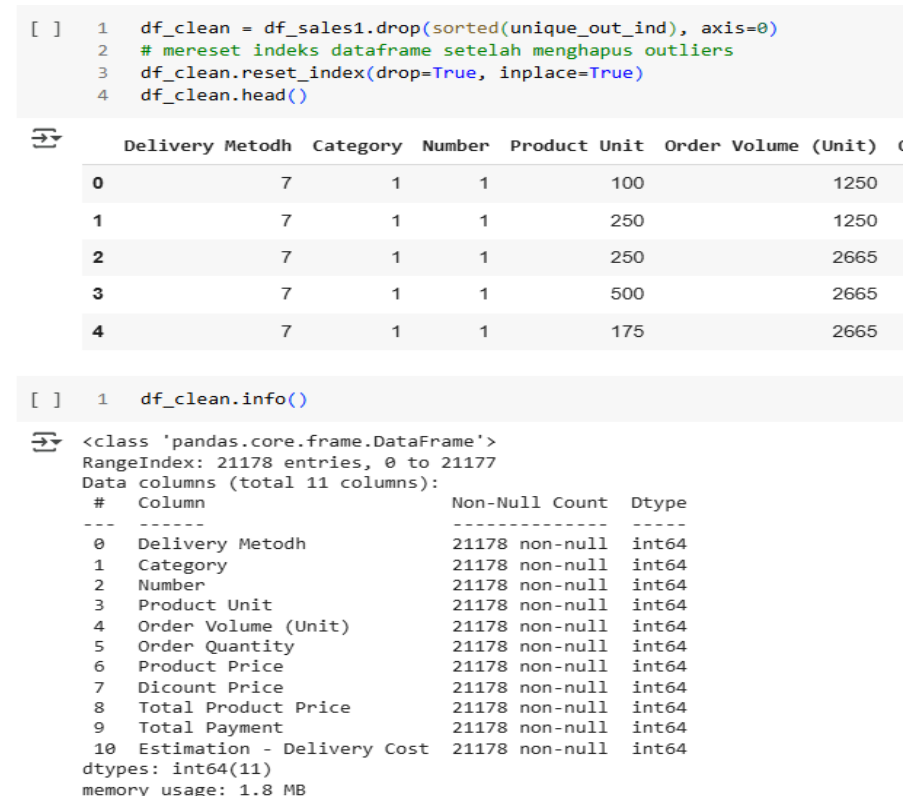 [ ] 1 df_clean = df_sales1.drop(sorted(unique_out_ind), axis=0)
2 # mereset indeks dataframe setelah menghapus outliers
3 df_clean.reset_index(drop=True, inplace=True)
4 df_clean.head()
Delivery Metodh Category Number Product Unit Order Volume (Unit)
0 7 1 1 100 1250
1 7 1 1 250 1250
2 7 1 1 250 2665
3 7 1 1 500 2665
4 7 1 1 175 2665
[ ] 1 df_clean.info()
<class 'pandas.core.frame.DataFrame'>
RangeIndex: 21178 entries, 0 to 21177
Data columns (total 11 columns):
# Column Non-Null Count Dtype
--- ------ -------------- -----
0 Delivery Metodh 21178 non-null int64
1 Category 21178 non-null int64
2 Number 21178 non-null int64
3 Product Unit 21178 non-null int64
4 Order Volume (Unit) 21178 non-null int64
5 Order Quantity 21178 non-null int64
6 Product Price 21178 non-null int64
7 Dicount Price 21178 non-null int64
8 Total Product Price 21178 non-null int64
9 Total Payment 21178 non-null int64
10 Estimation - Delivery Cost 21178 non-null int64
dtypes: int64(11)
memory usage: 1.8 MB